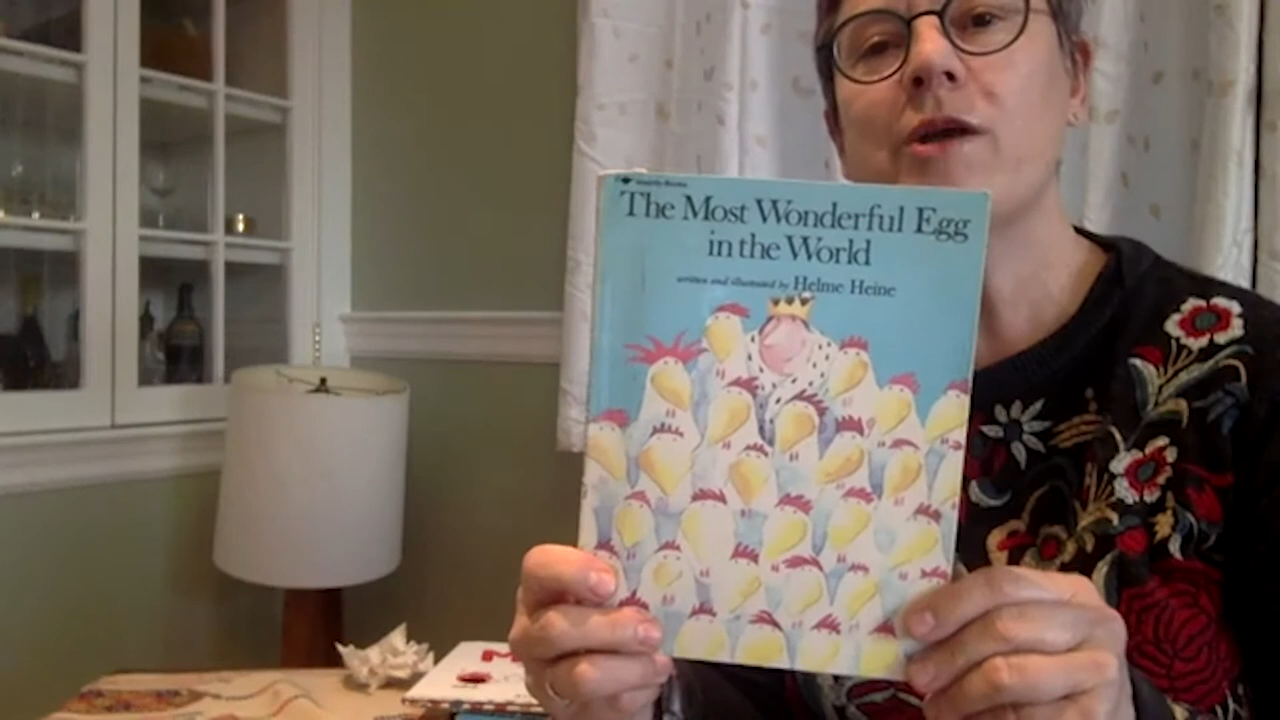 The Most Wonderful Egg
in the World
written and illustrated by Helme Heine